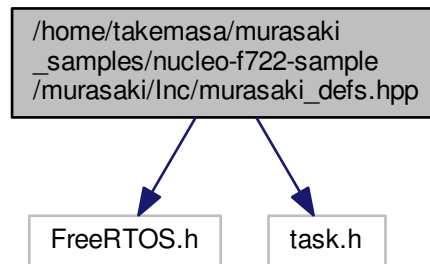 /home/takemasa/murasaki
_samples/nucleo-f722-sample
/murasaki/Inc/murasaki_defs.hpp
FreeRTOS.h
task.h